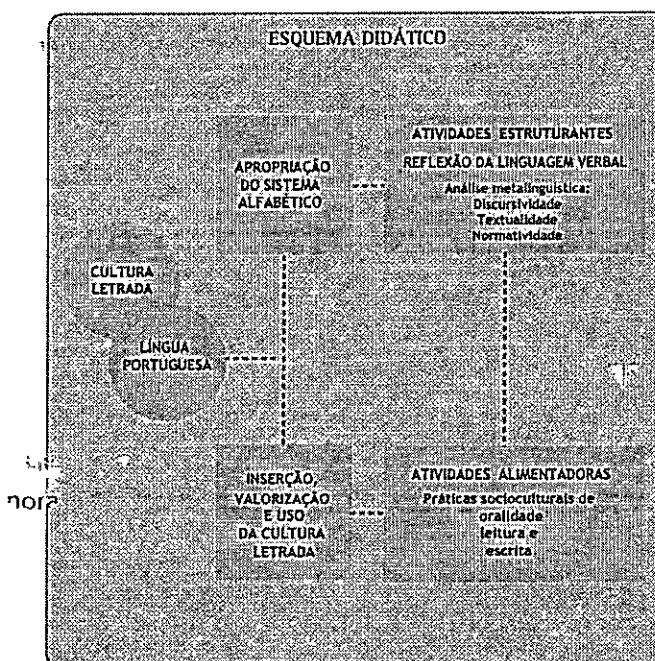 ESQUEMA DIDÁTICO
APROPRIAÇÃO
DO SISTEMA
ALFABÉTICO
ATIVIDADES ESTRUTURANTES
REFLEXÃO DA LINGUAGEM VERBAL
Análise metalinguística:
Discursividade
Textualidade
Normatividade
CULTURA
LETRADA
LÍNGUA
PORTUGUESA
INSERÇÃO,
VALORIZAÇÃO
E USO
DA CULTURA
LETRADA
ATIVIDADES ALIMENTADORAS
Práticas socioculturais de
oralidade
leitura e
escrita